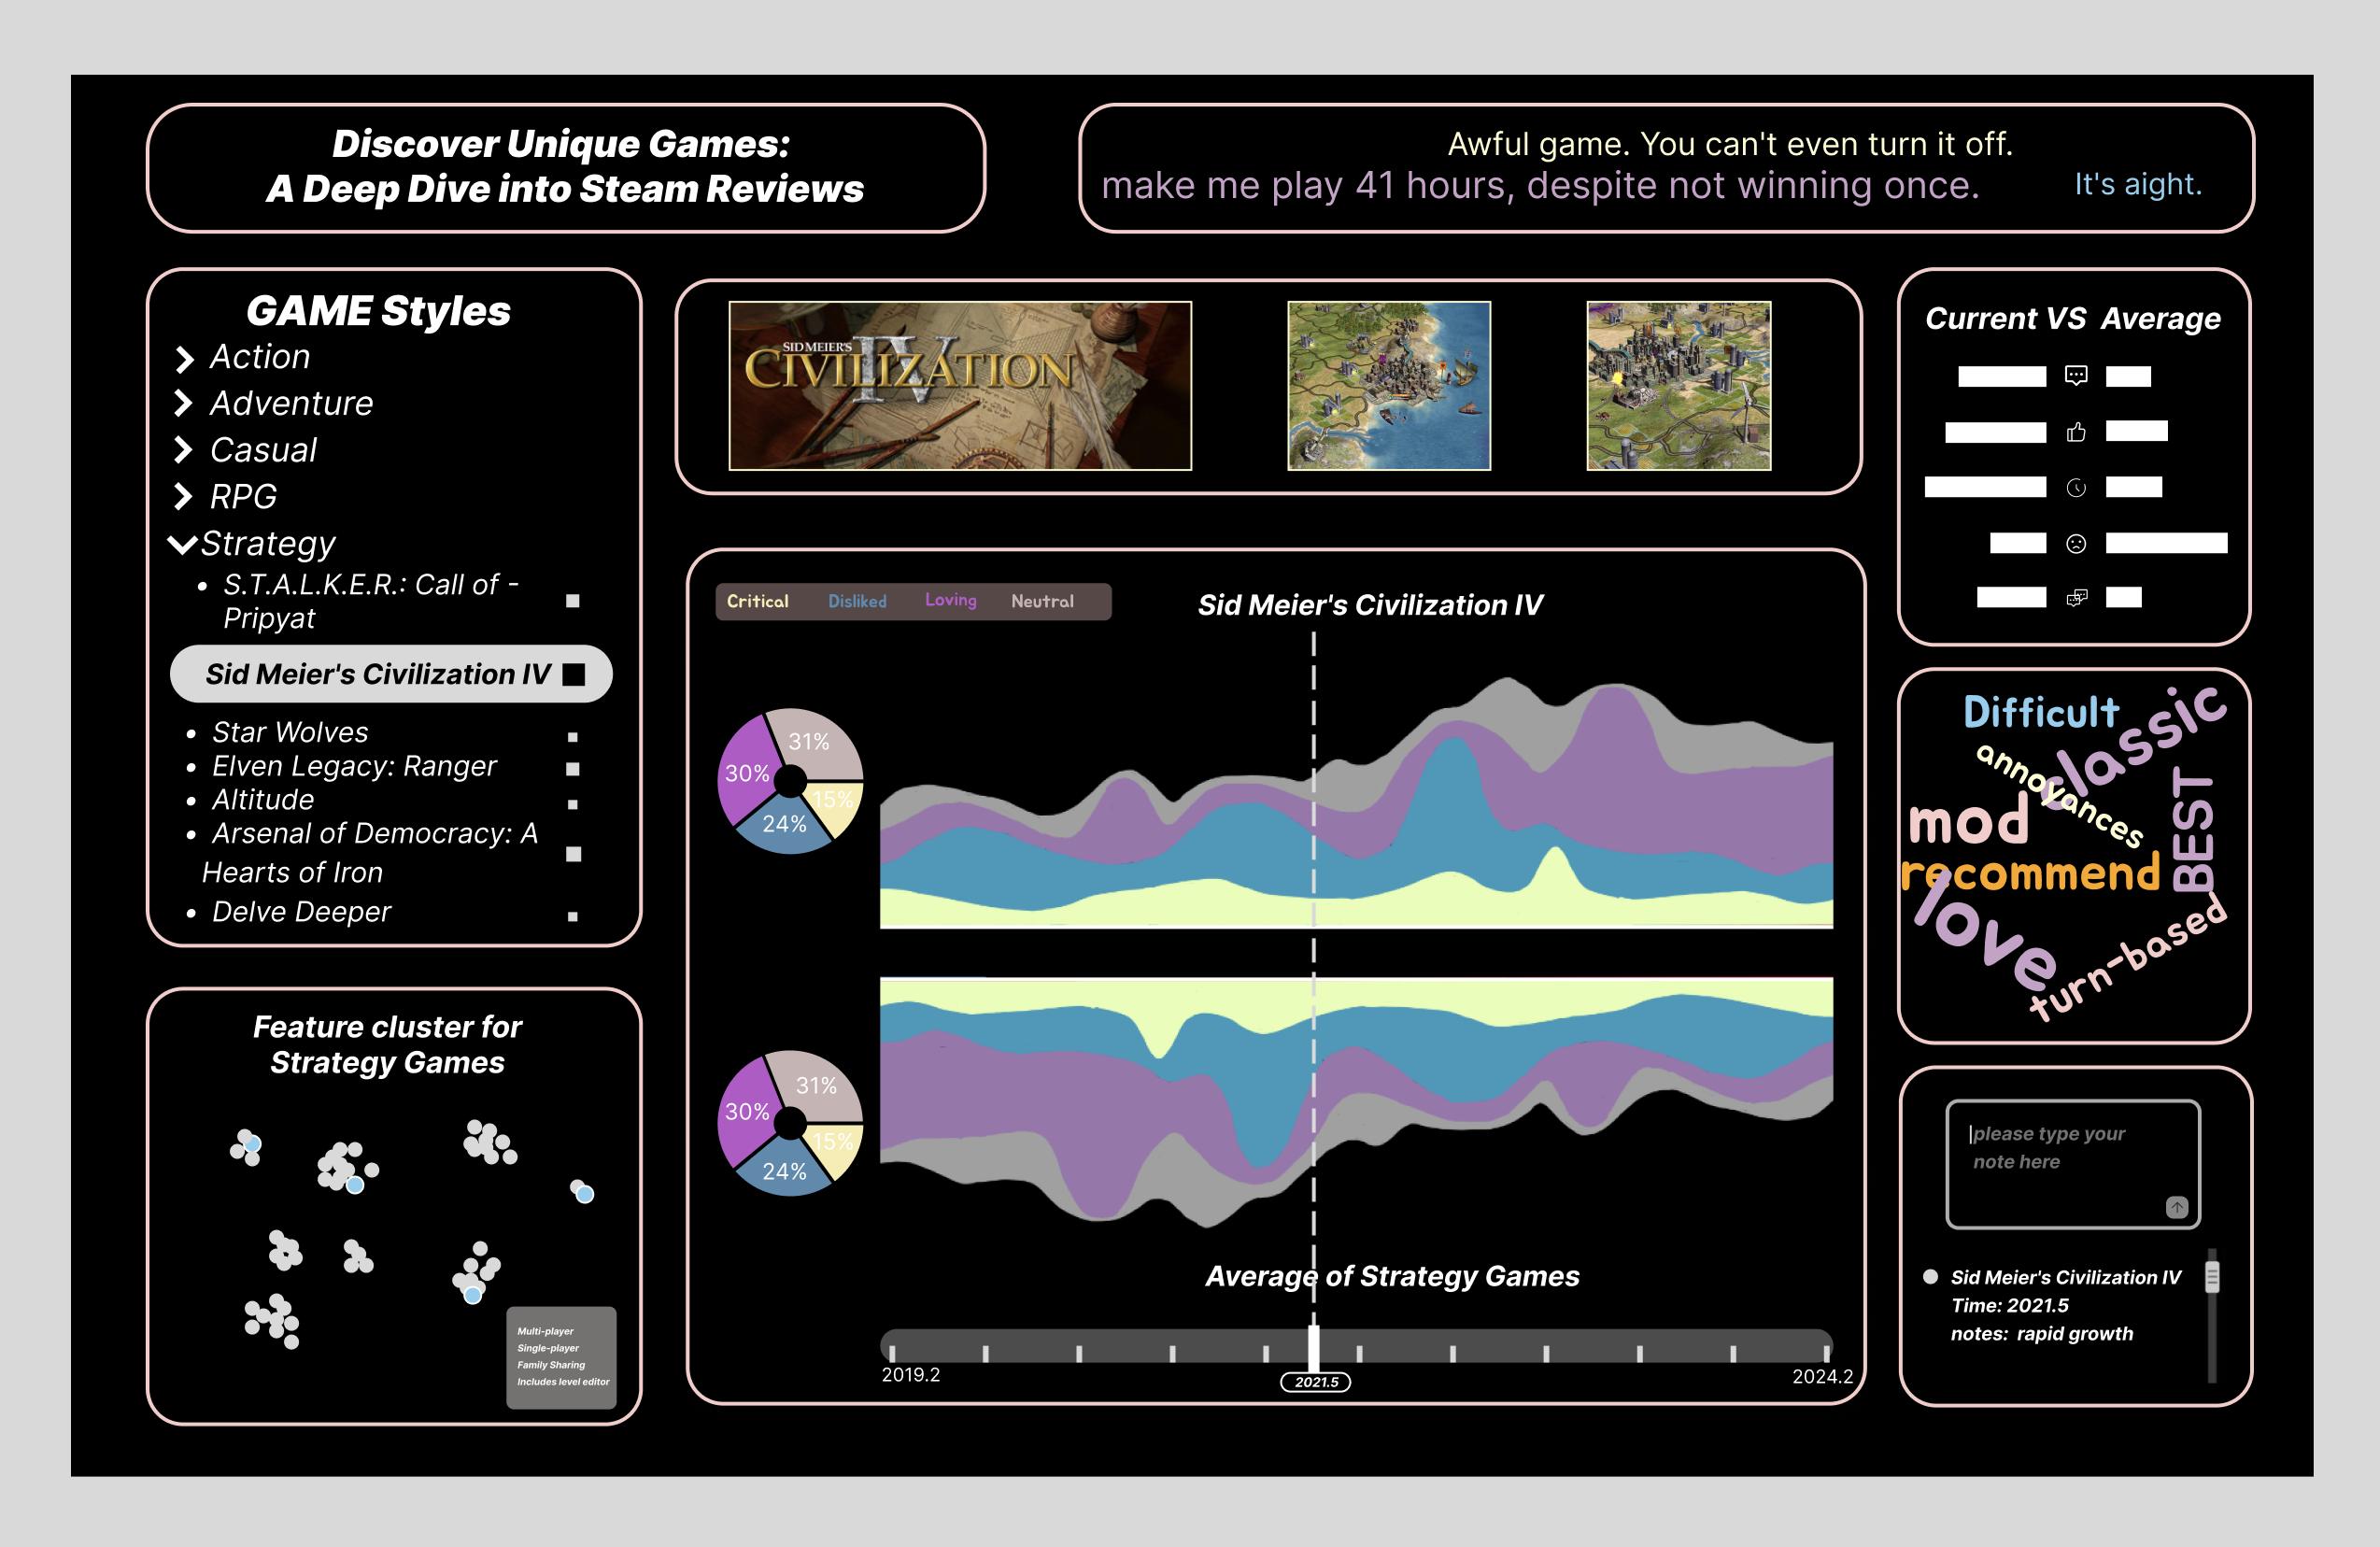 Discover Unique Games:
A Deep Dive into Steam Reviews
Awful game. You can't even turn it off.
make me play 41 hours, despite not winning once.
It's aight.
GAME Styles
Action
Adventure
Casual
RPG
Strategy
• S.T.A.L.K.E.R.: Call of -
Pripyat
Sid Meier's Civilization IV
• Star Wolves
• Elven Legacy: Ranger
• Altitude
• Arsenal of Democracy: A
Hearts of Iron
• Delve Deeper
Feature cluster for
Strategy Games
Multi-player
Single-player
Family Sharing
Includes level editor
SID MEIER'S
CIVILIZATION
IV
Critical
Disliked
Loving
Neutral
Sid Meier's Civilization IV
31%
30%
15%
24%
31%
30%
15%
24%
Average of Strategy Games
2019.2
2021.5
2024.2
Current VS Average
Difficult
classic
annoyances
mod
BEST
recommend
love
turn-based
please type your
note here
Sid Meier's Civilization IV
Time: 2021.5
notes: rapid growth